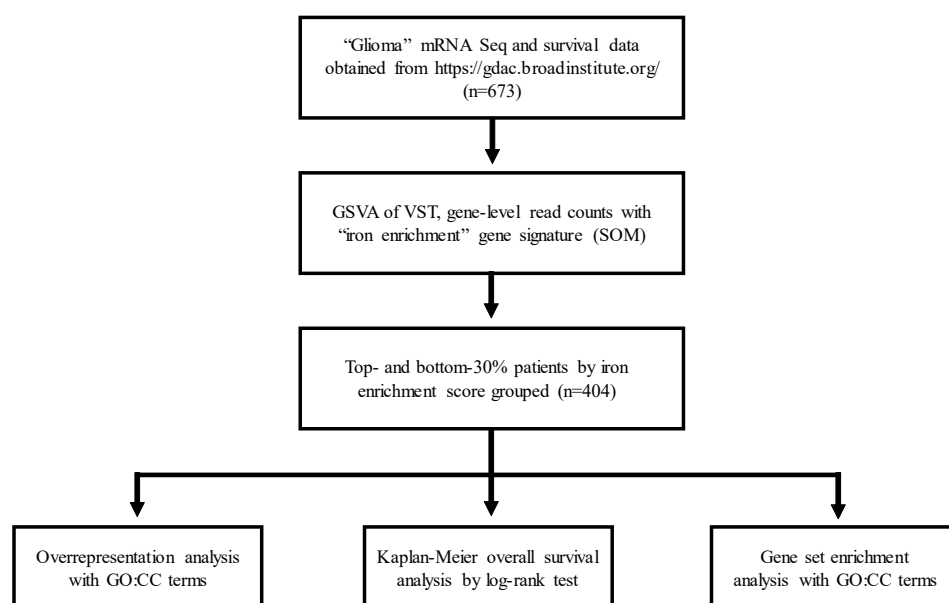 “Glioma” mRNA Seq and survival data
obtained from https://gdac.broadinstitute.org/
(n=673)
GSVA of VST, gene-level read counts with
“iron enrichment” gene signature (SOM)
Top- and bottom-30% patients by iron
enrichment score grouped (n=404)
Overrepresentation analysis
with GO:CC terms
Kaplan-Meier overall survival
analysis by log-rank test
Gene set enrichment
analysis with GO:CC terms